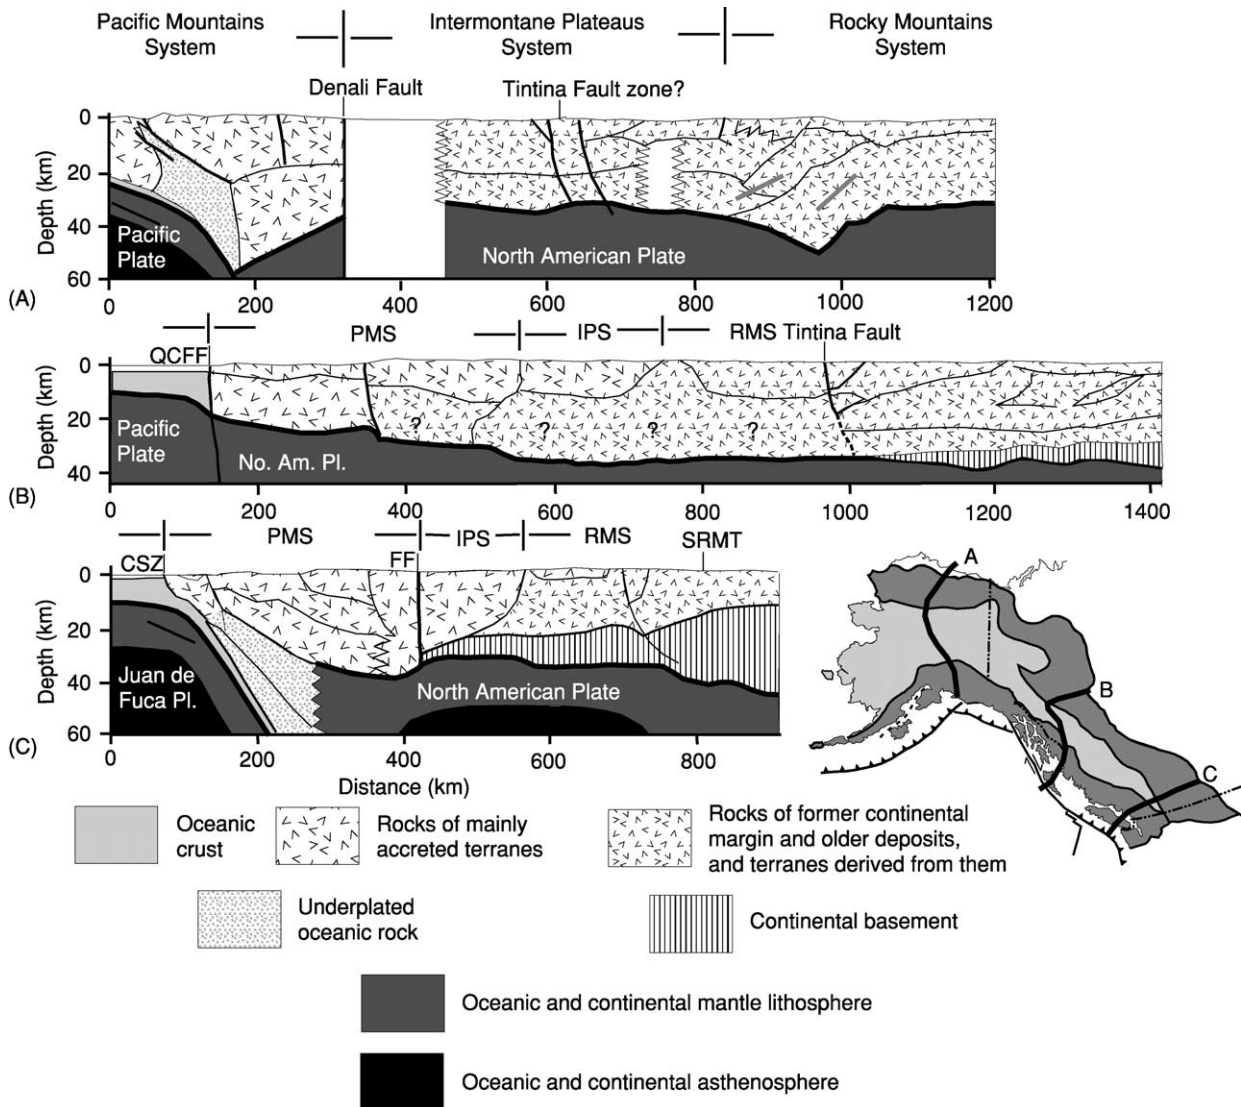 Pacific Mountains System
Intermontane Plateaus System
Rocky Mountains System
Denali Fault
Tintina Fault zone?
Depth (km)
0
20
40
60
Pacific Plate
North American Plate
(A)
0 200 400 600 800 1000 1200
PMS IPS RMS Tintina Fault
QCFF
Depth (km)
0
20
40
Pacific Plate
No. Am. Pl.
? ? ? ?
(B)
0 200 400 600 800 1000 1200 1400
PMS IPS RMS
CSZ FF SRMT
Depth (km)
0
20
40
60
Juan de Fuca Pl.
North American Plate
(C)
0 200 400 600 800
Distance (km)
A
B
C
Oceanic crust
Rocks of mainly accreted terranes
Rocks of former continental margin and older deposits, and terranes derived from them
Underplated oceanic rock
Continental basement
Oceanic and continental mantle lithosphere
Oceanic and continental asthenosphere